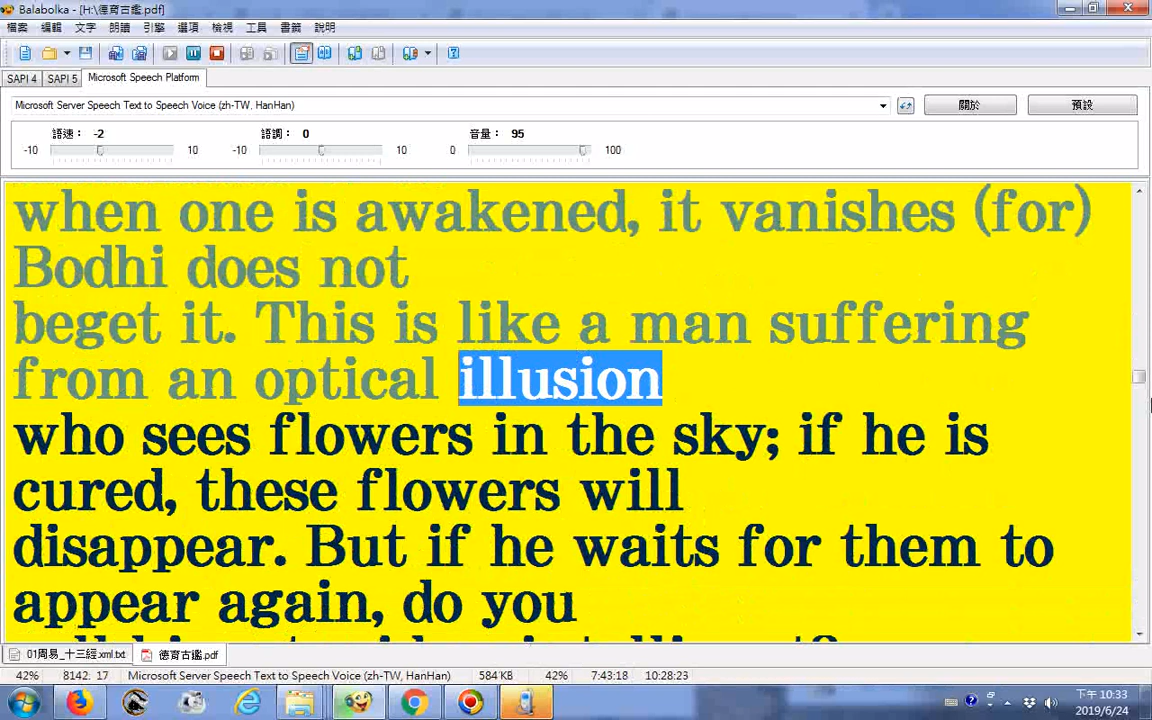 Balabolka - [H:\德育古鑑.pdf]
檔案 編輯 文字 朗讀 引擎 選項 檢視 工具 書籤 說明
SAPI 4 SAPI 5 Microsoft Speech Platform
Microsoft Server Speech Text to Speech Voice (zh-TW, HanHan) 關於 預設
語速： -2 語調： 0 音量： 95
-10 10 -10 10 0 100
when one is awakened, it vanishes (for)
Bodhi does not
beget it. This is like a man suffering
from an optical illusion
who sees flowers in the sky; if he is
cured, these flowers will
disappear. But if he waits for them to
appear again, do you
01周易_十三經.xml.txt 德育古鑑.pdf
42% 8142: 17 Microsoft Server Speech Text to Speech Voice (zh-TW, HanHan) 584 KB 42% 7:43:18 10:28:23
下午 10:33
2019/6/24